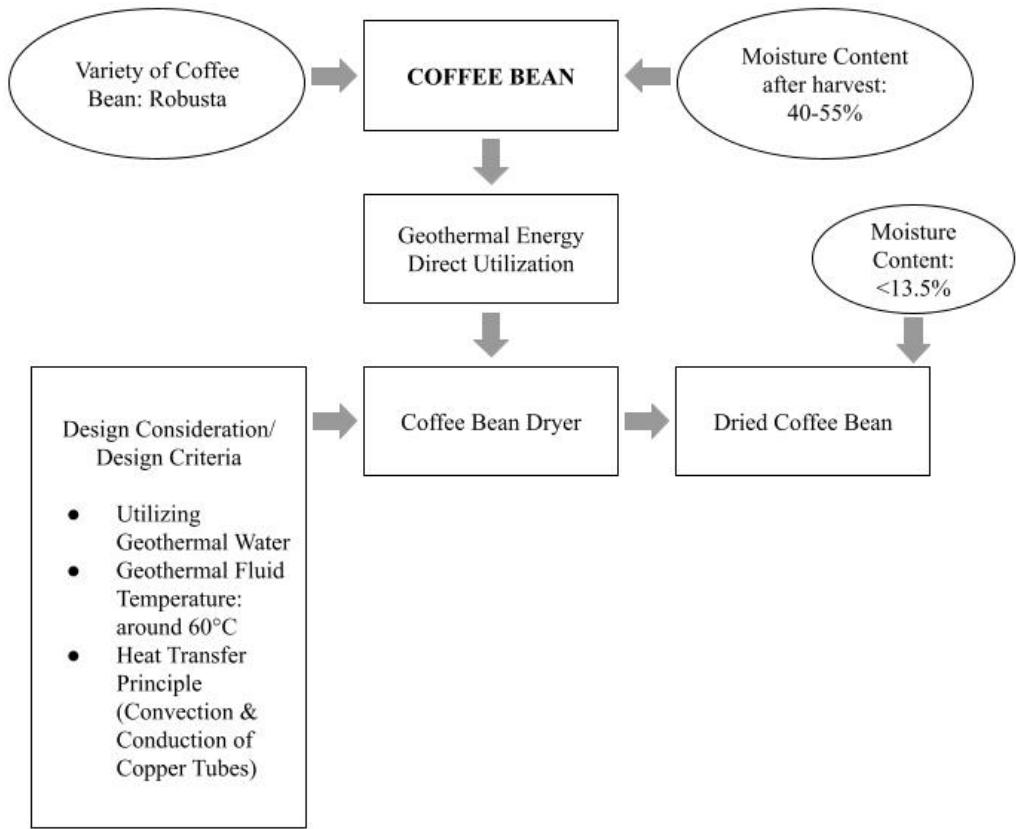 Variety of Coffee
Bean: Robusta
COFFEE BEAN
Moisture Content
after harvest:
40-55%
Geothermal Energy
Direct Utilization
Moisture
Content:
<13.5%
Design Consideration/
Design Criteria
● Utilizing
Geothermal Water
● Geothermal Fluid
Temperature:
around 60°C
● Heat Transfer
Principle
(Convection &
Conduction of
Copper Tubes)
Coffee Bean Dryer
Dried Coffee Bean